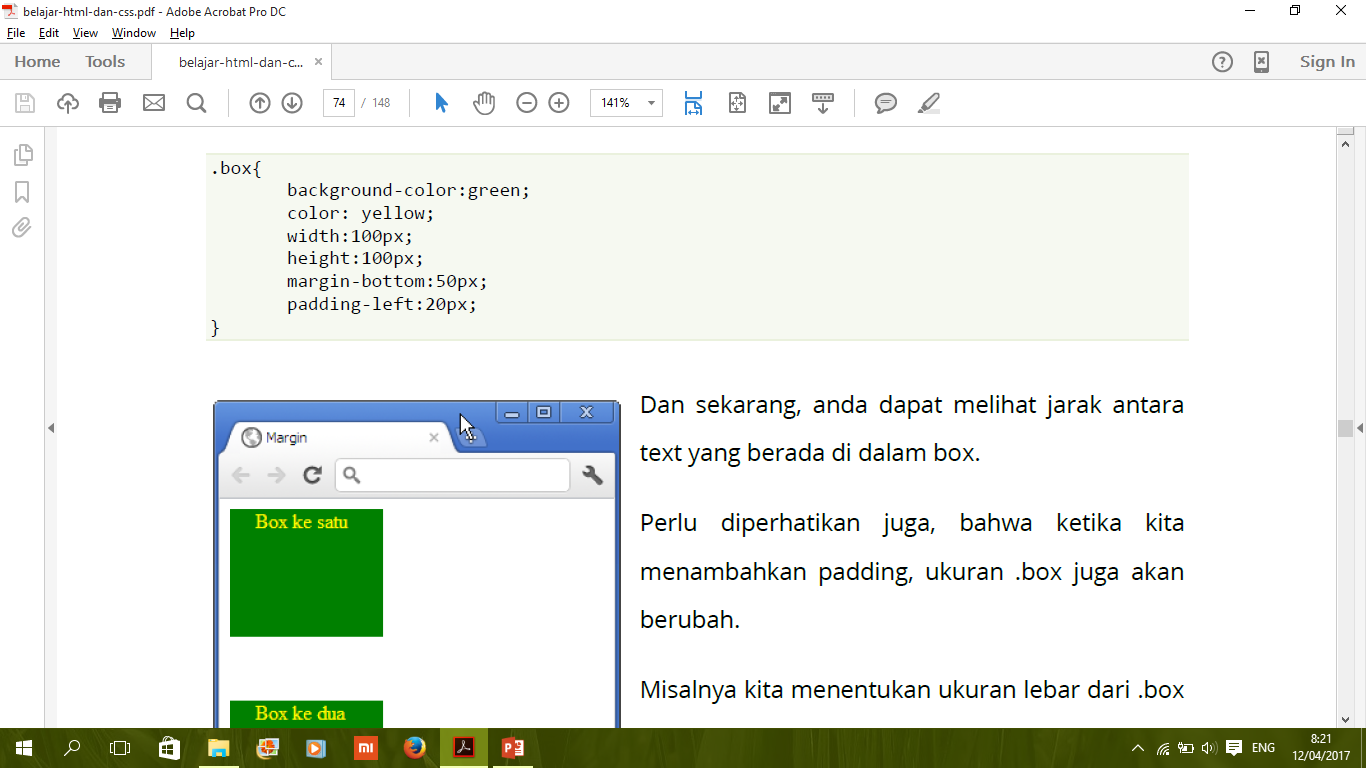 belajar-html-dan-css.pdf - Adobe Acrobat Pro DC
File Edit View Window Help
Home Tools belajar-html-dan-c... Sign In
74 / 148 141%
.box{
background-color:green;
color: yellow;
width:100px;
height:100px;
margin-bottom:50px;
padding-left:20px;
}
Margin
Box ke satu
Box ke dua
Dan sekarang, anda dapat melihat jarak antara
text yang berada di dalam box.
Perlu diperhatikan juga, bahwa ketika kita
menambahkan padding, ukuran .box juga akan
berubah.
Misalnya kita menentukan ukuran lebar dari .box
mi
ENG
8:21
12/04/2017